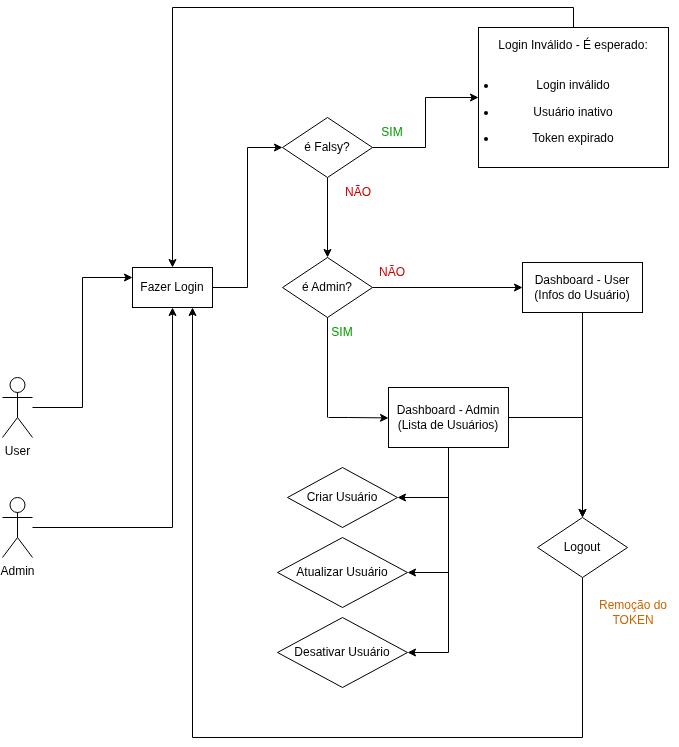 Login Inválido - É esperado:
Login inválido
Usuário inativo
Token expirado
é Falsy?
SIM
NÃO
Fazer Login
é Admin?
NÃO
SIM
Dashboard - User
(Infos do Usuário)
User
Dashboard - Admin
(Lista de Usuários)
Criar Usuário
Atualizar Usuário
Desativar Usuário
Admin
Logout
Remoção do
TOKEN